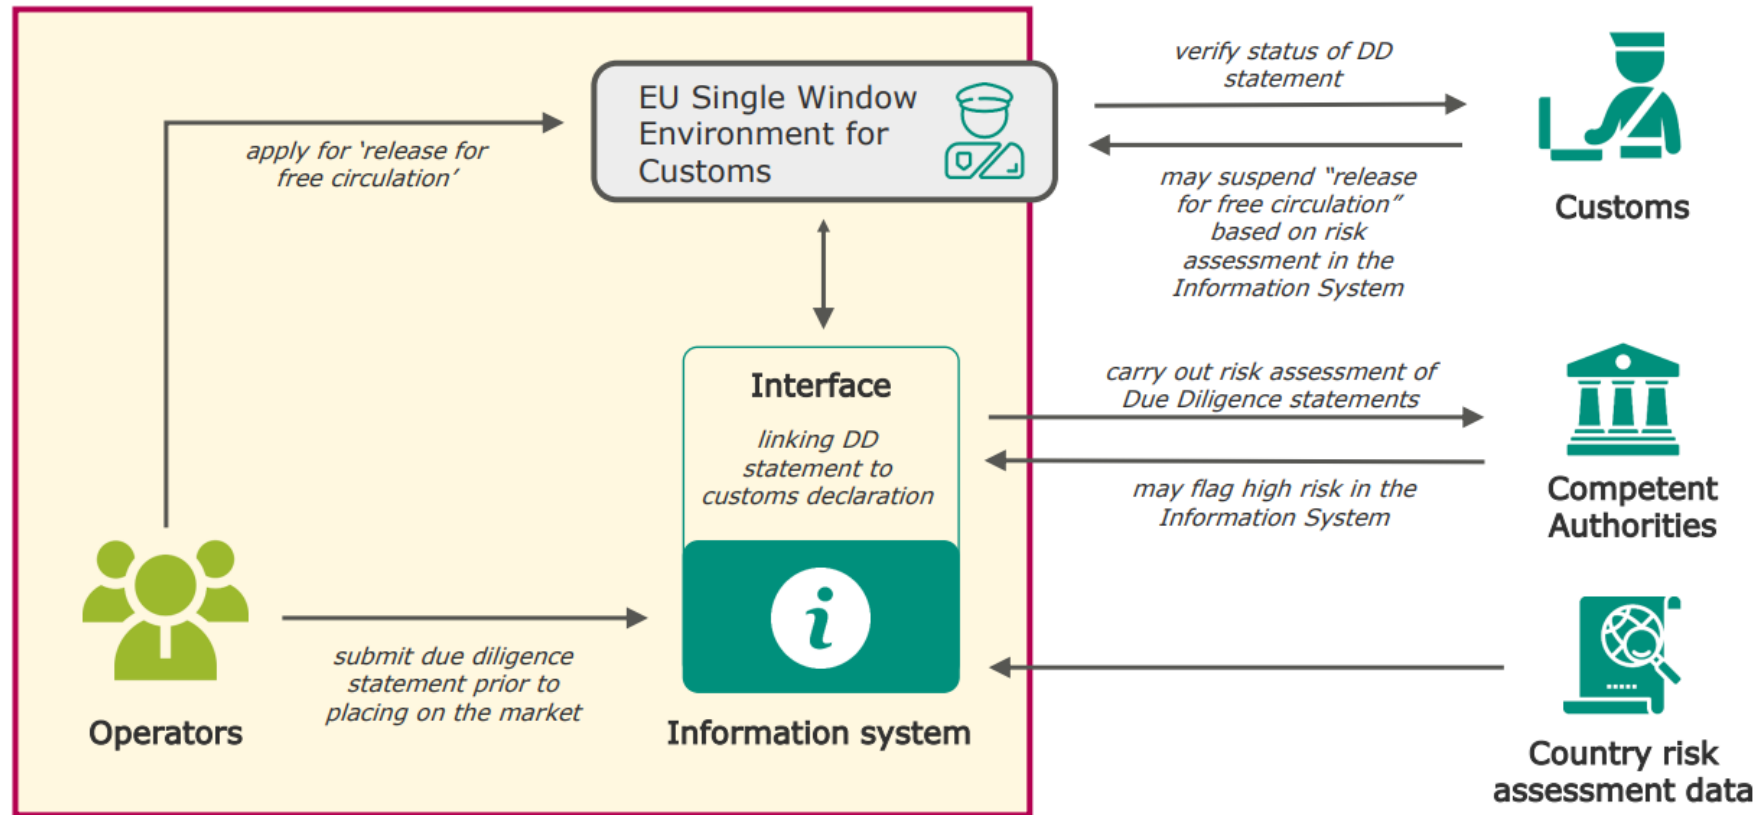 EU Single Window
Environment for
Customs
apply for ‘release for
free circulation’
verify status of DD
statement
may suspend “release
for free circulation”
based on risk
assessment in the
Information System
Customs
Interface
linking DD
statement to
customs declaration
carry out risk assessment of
Due Diligence statements
may flag high risk in the
Information System
Competent
Authorities
submit due diligence
statement prior to
placing on the market
Operators
Information system
Country risk
assessment data